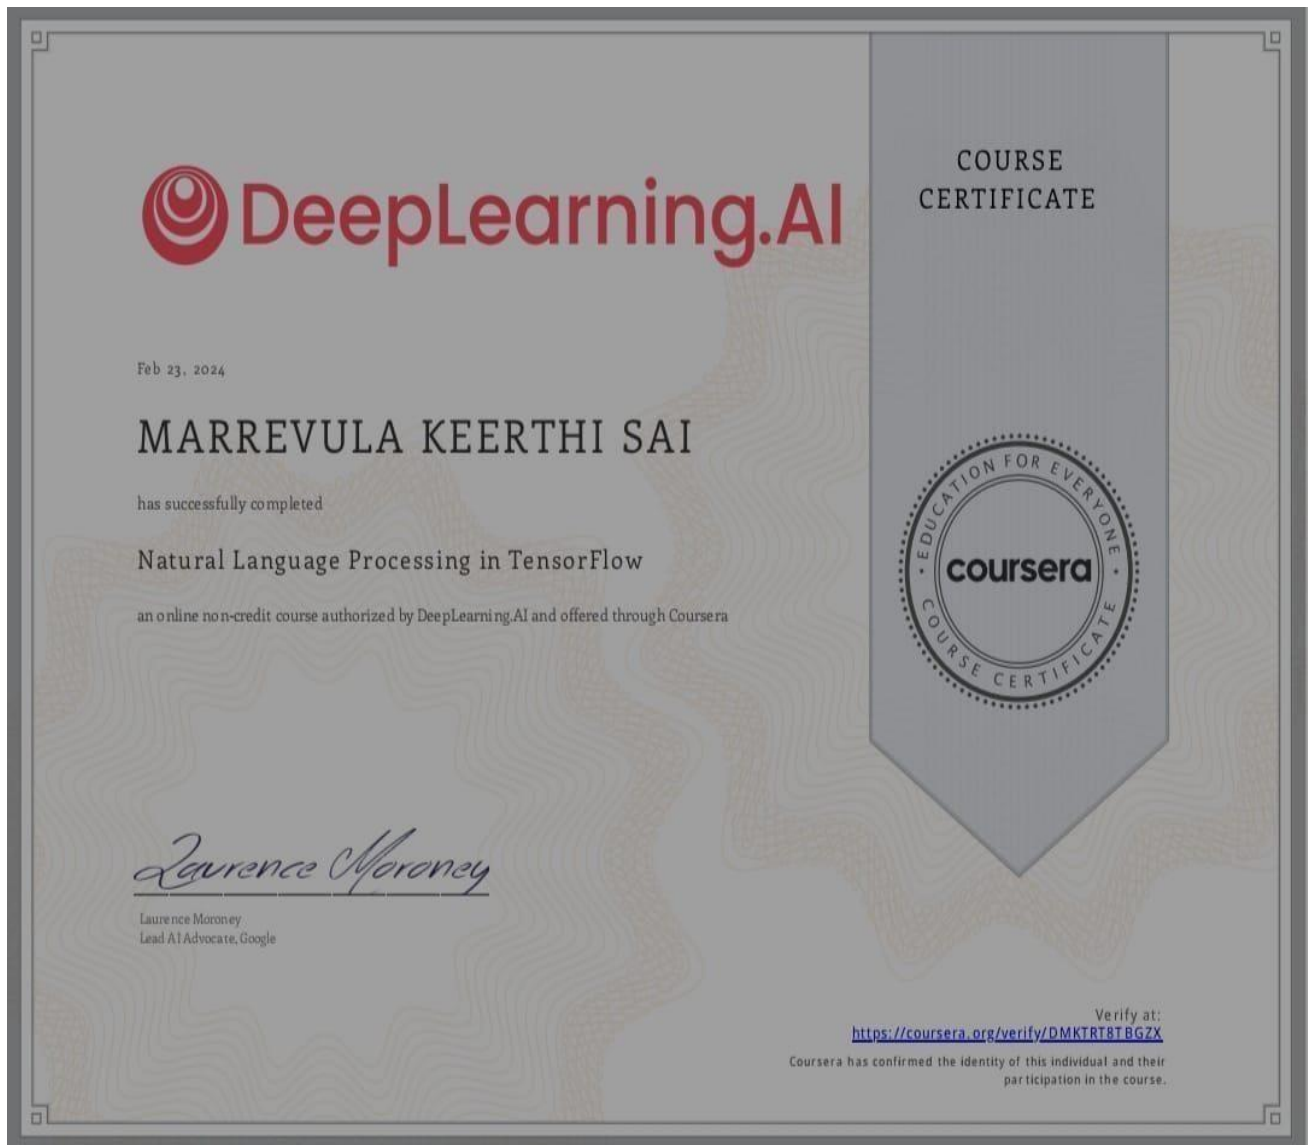 DeepLearning.AI
COURSE
CERTIFICATE
Feb 23, 2024
MARREVULA KEERTHI SAI
has successfully completed
Natural Language Processing in TensorFlow
an online non-credit course authorized by DeepLearning.AI and offered through Coursera
EDUCATION FOR EVERYONE
coursera
COURSE CERTIFICATE
Laurence Moroney
Laurence Moroney
Lead AI Advocate, Google
Verify at:
https://coursera.org/verify/DMKTRT8TBGZX
Coursera has confirmed the identity of this individual and their
participation in the course.